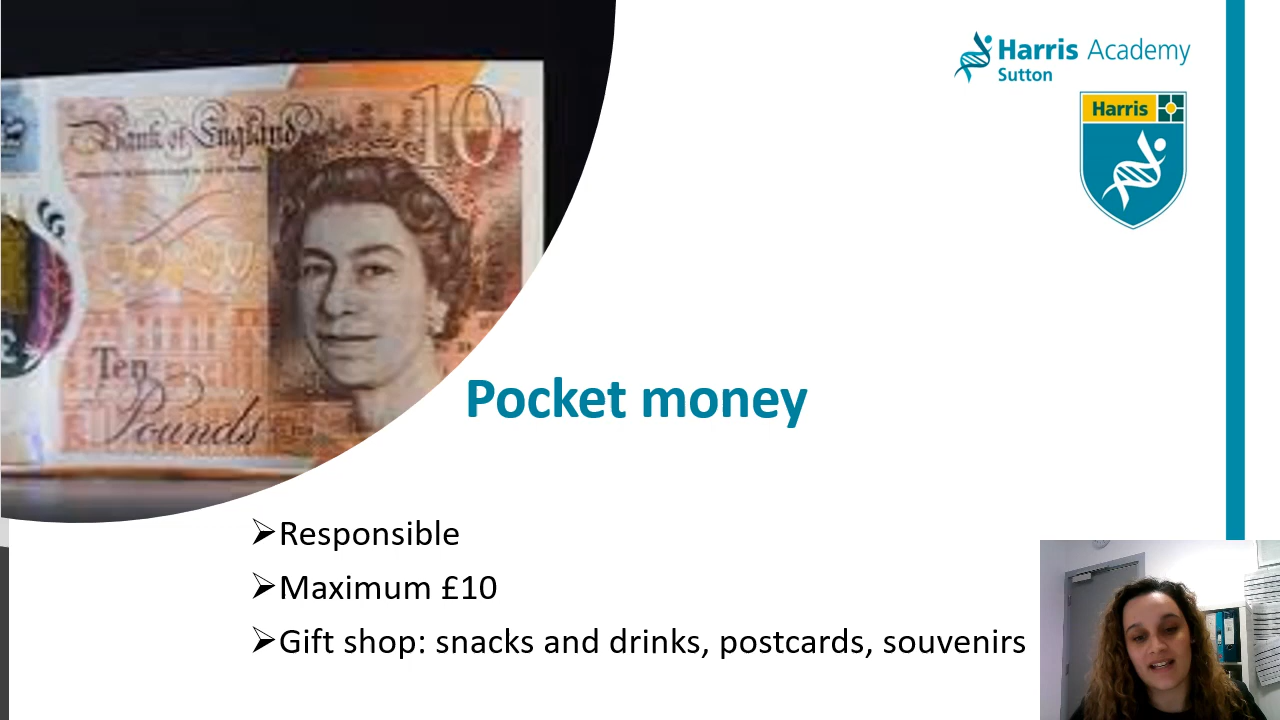 Bank of England
10
Ten
Pounds
Harris Academy
Sutton
Harris
Pocket money
Responsible
Maximum £10
Gift shop: snacks and drinks, postcards, souvenirs